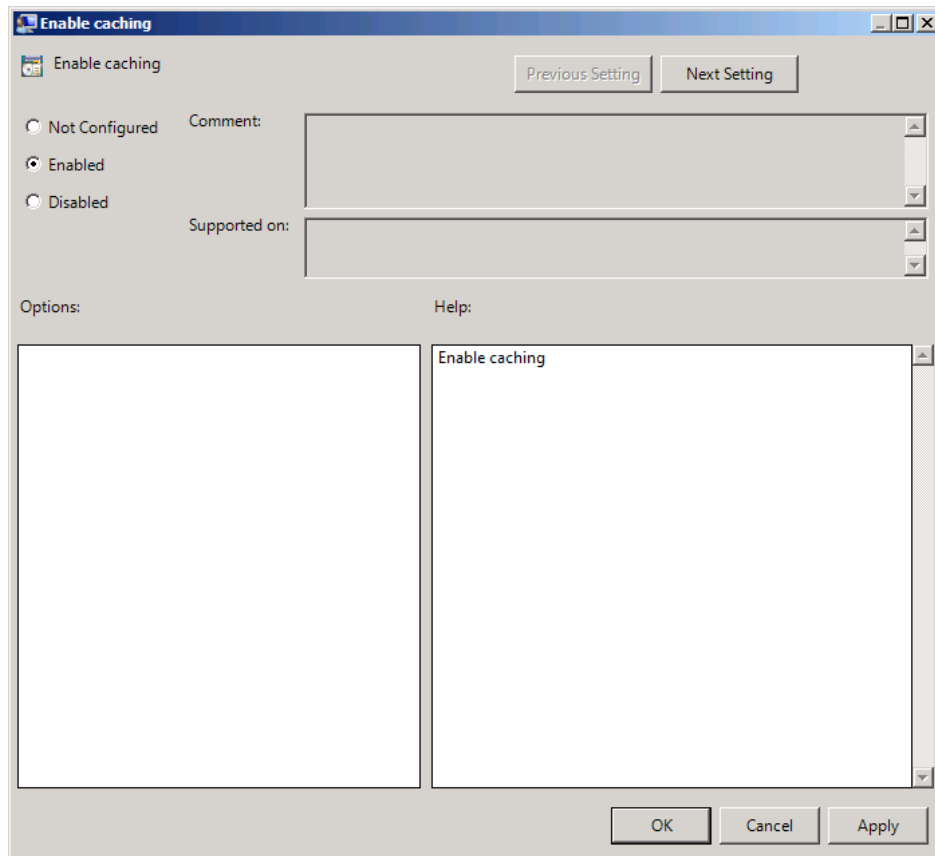 Enable caching
Enable caching
Previous Setting
Next Setting
Not Configured
Comment:
Enabled
Disabled
Supported on:
Options:
Help:
Enable caching
OK
Cancel
Apply